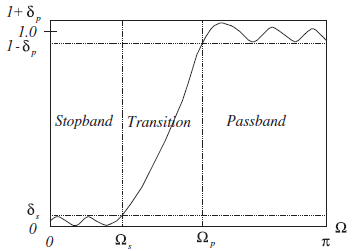 1+ δp
1.0
1-δp
Stopband Transition Passband
δs
0
0 Ωs Ωp π Ω